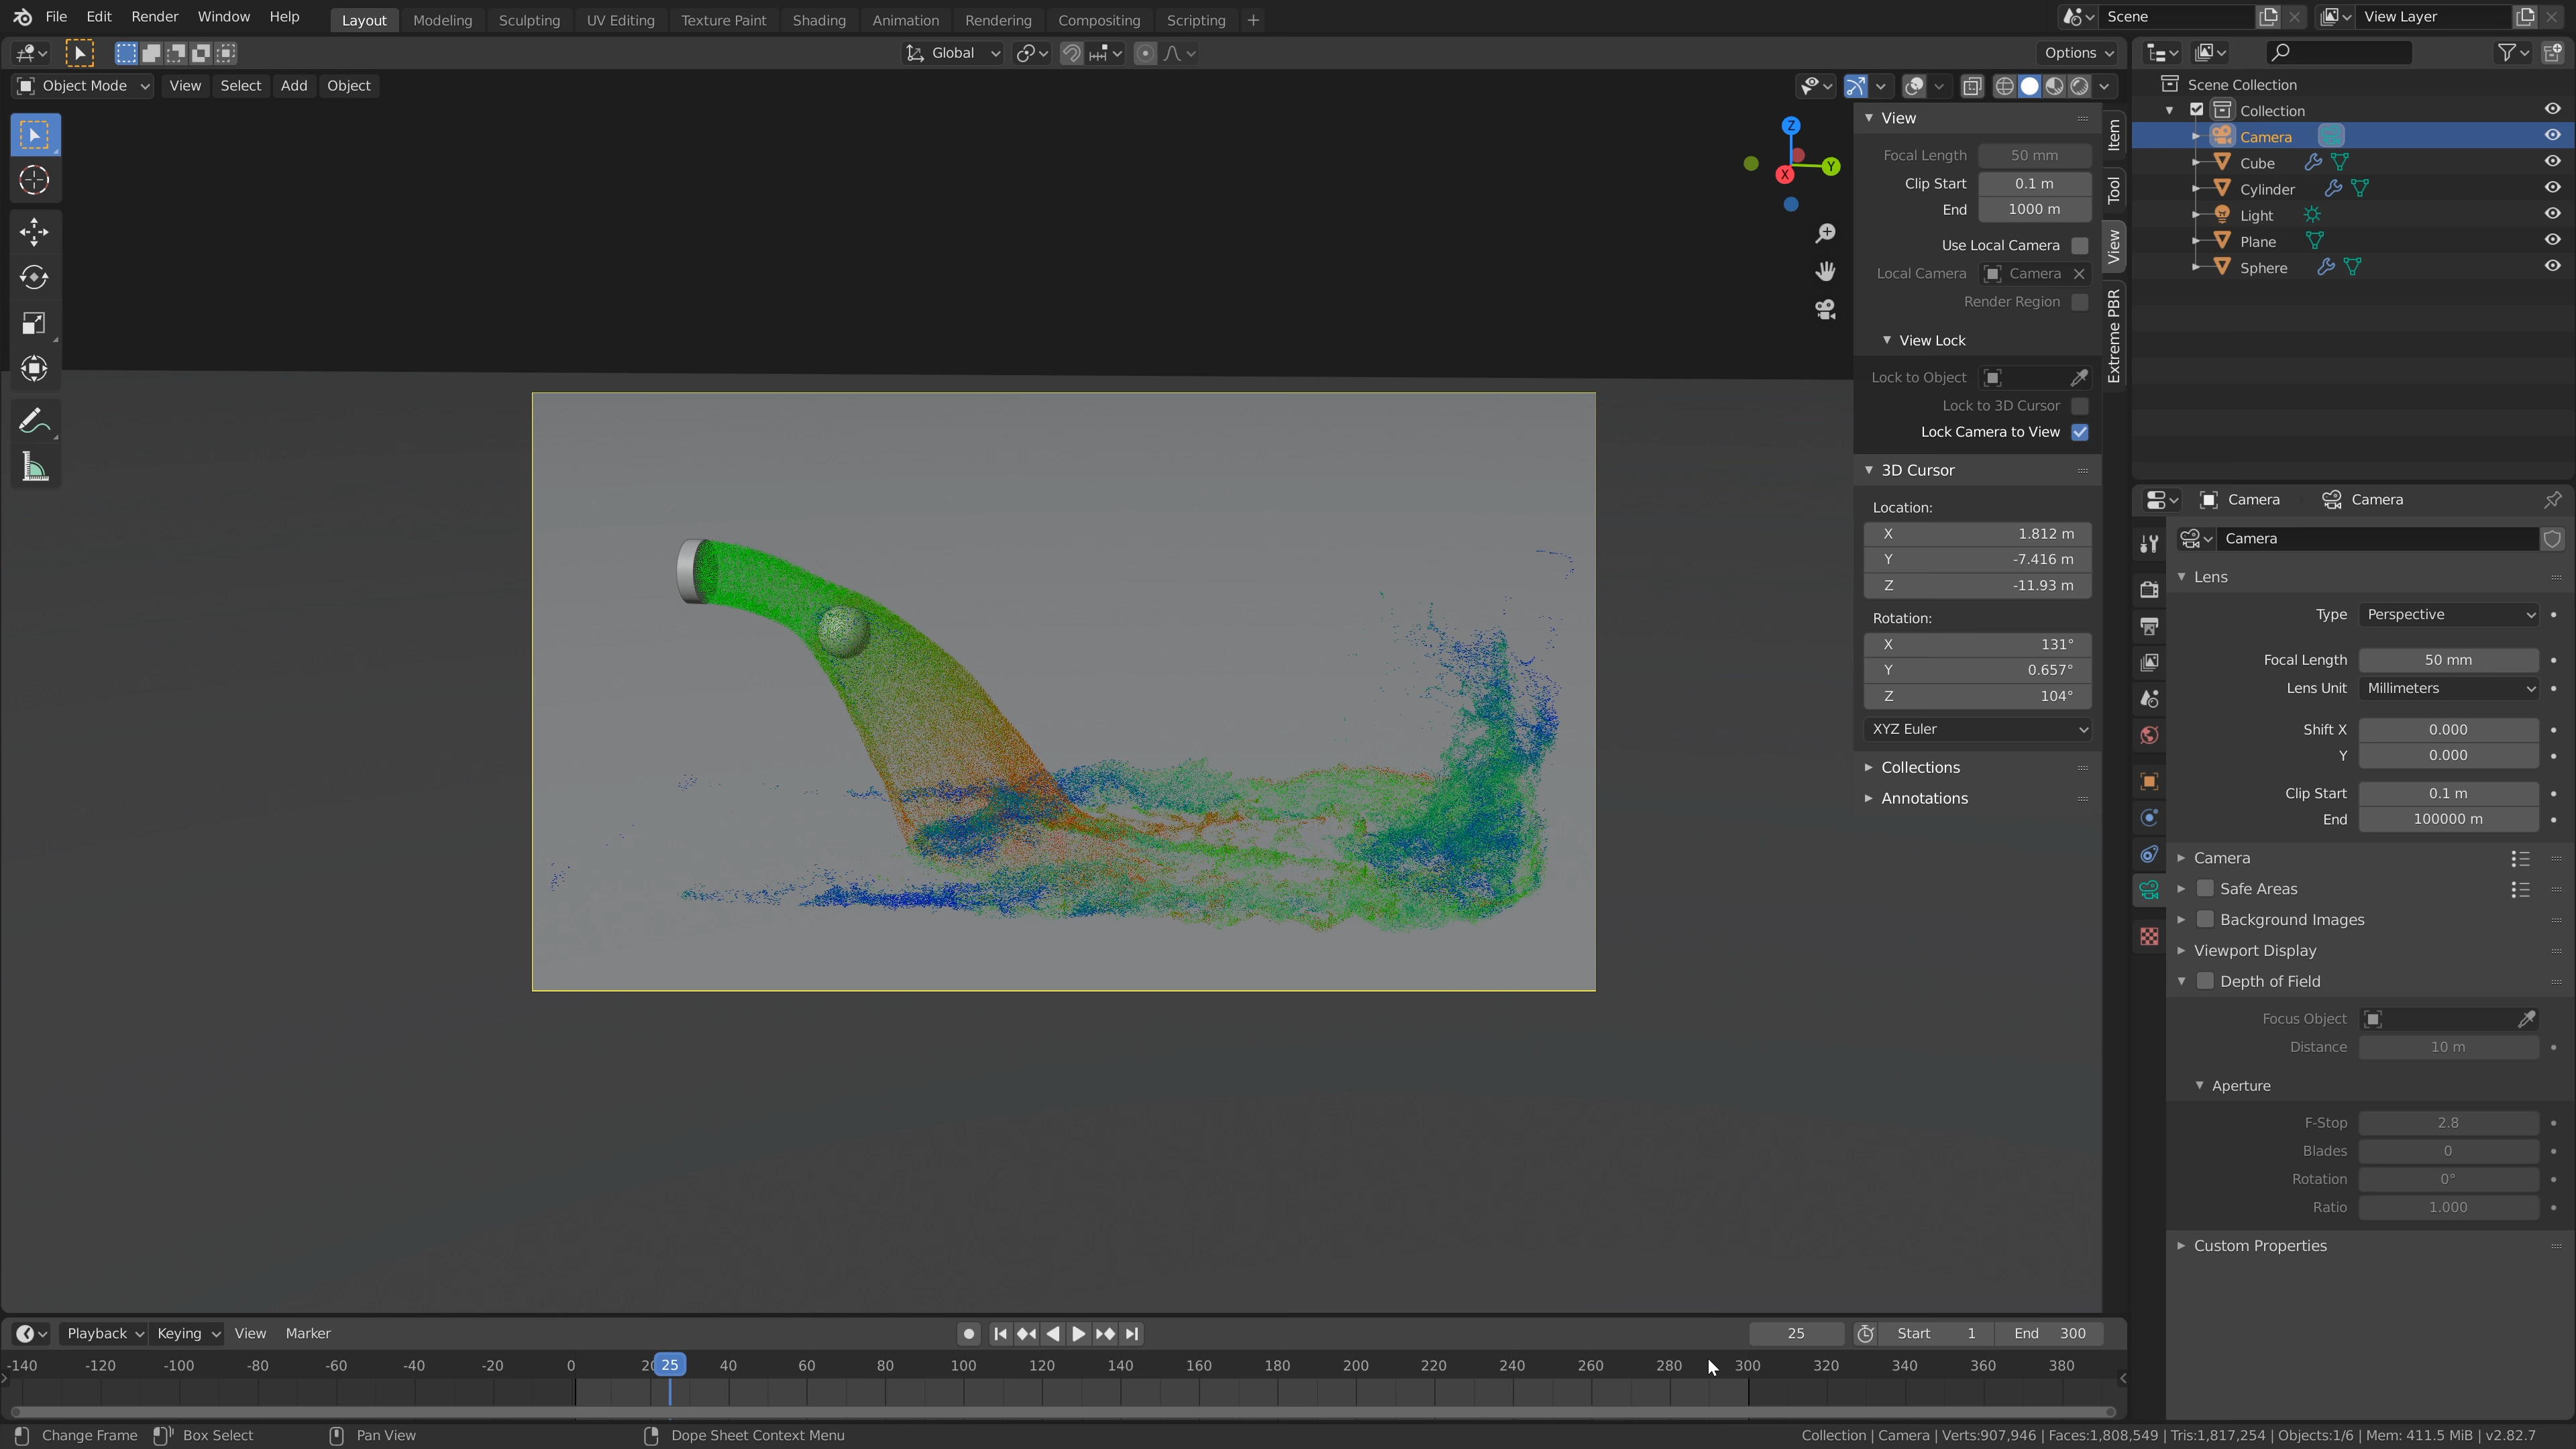 File Edit Render Window Help Layout Modeling Sculpting UV Editing Texture Paint Shading Animation Rendering Compositing Scripting + Scene View Layer
Global Options
Object Mode View Select Add Object
Z
Y
X
View
Focal Length 50 mm
Clip Start 0.1 m
End 1000 m
Use Local Camera
Local Camera Camera
Render Region
View Lock
Lock to Object
Lock to 3D Cursor
Lock Camera to View
3D Cursor
Location:
X 1.812 m
Y -7.416 m
Z -11.93 m
Rotation:
X 131°
Y 0.657°
Z 104°
XYZ Euler
Collections
Annotations
Item
Tool
View
Extreme PBR
Scene Collection
Collection
Camera
Cube
Cylinder
Light
Plane
Sphere
Camera Camera
Camera
Lens
Type Perspective
Focal Length 50 mm
Lens Unit Millimeters
Shift X 0.000
Y 0.000
Clip Start 0.1 m
End 100000 m
Camera
Safe Areas
Background Images
Viewport Display
Depth of Field
Focus Object
Distance 10 m
Aperture
F-Stop 2.8
Blades 0
Rotation 0°
Ratio 1.000
Custom Properties
Playback Keying View Marker 25 Start 1 End 300
-140 -120 -100 -80 -60 -40 -20 0 20 25 40 60 80 100 120 140 160 180 200 220 240 260 280 300 320 340 360 380
Change Frame Box Select Pan View Dope Sheet Context Menu Collection | Camera | Verts:907,946 | Faces:1,808,549 | Tris:1,817,254 | Objects:1/6 | Mem: 411.5 MiB | v2.82.7